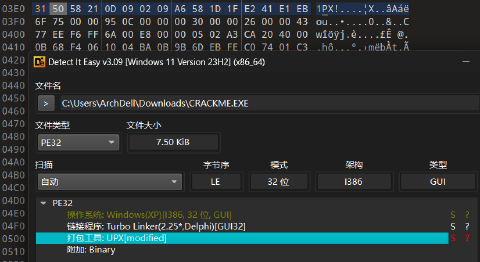 03E0 31 50 58 21 0D 09 02 09 A6 58 1D 1F E2 41 E1 EB 1PX!....¦X..âAáë
03F0 6F 75 00 00 95 0C 00 00 00 30 00 00 26 00 00 43
0400 77 EE F6 FF 6A 00 E8 00 00 05 02 A3 CA 20 40 00
0410 0B 68 F4 06 10 04 BA 0B 9B 6D EB FE C0 74 01 C3
0420
Detect It Easy v3.09 [Windows 11 Version 23H2] (x86_64)
0430
0440
文件名
0450
> C:\Users\ArchDell\Downloads\CRACKME.EXE
0460
0470
文件类型 文件大小
0480
PE32 7.50 KiB
0490
04A0
扫描 字节序 模式 架构 类型
04B0
自动 LE 32 位 I386 GUI
04C0
04D0
PE32
04E0
操作系统: Windows(XP)[I386, 32 位, GUI] S ?
04F0
链接程序: Turbo Linker(2.25*,Delphi)[GUI32] S ?
0500
打包工具: UPX[modified] S ?
0510
附加: Binary
0520